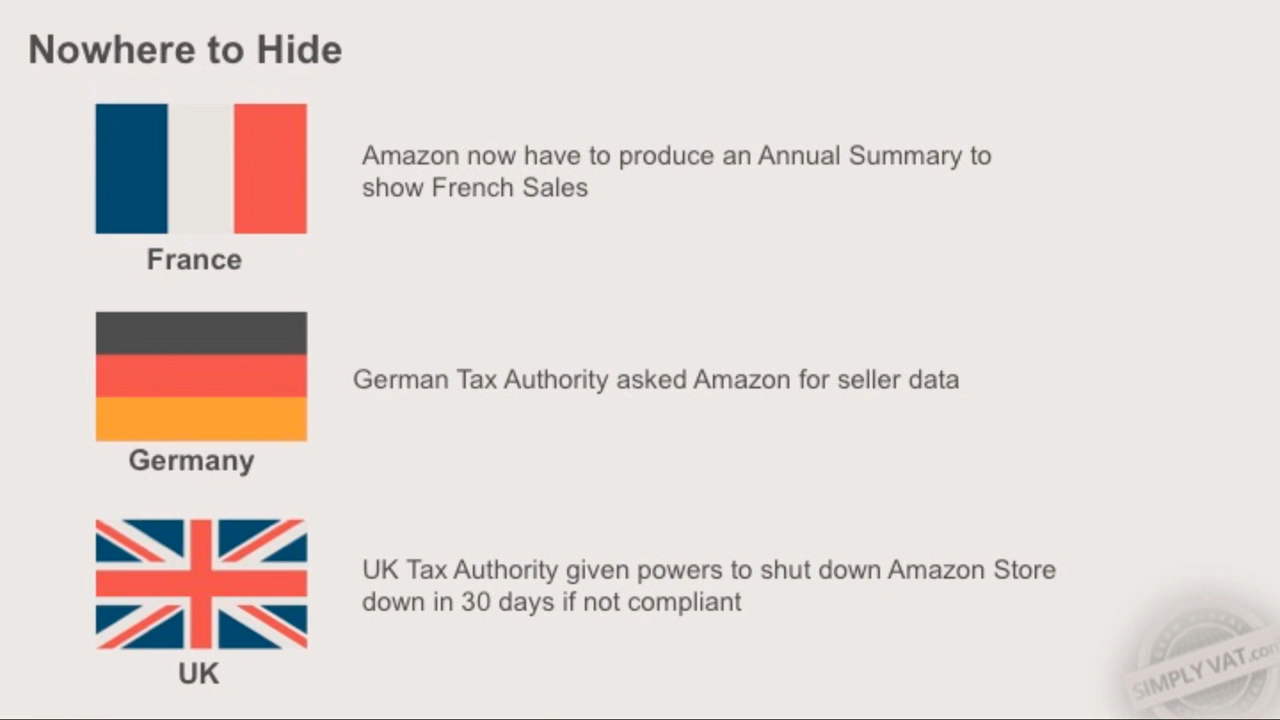 Nowhere to Hide
Amazon now have to produce an Annual Summary to
show French Sales
France
German Tax Authority asked Amazon for seller data
Germany
UK Tax Authority given powers to shut down Amazon Store
down in 30 days if not compliant
UK
SIMPLY VAT.com